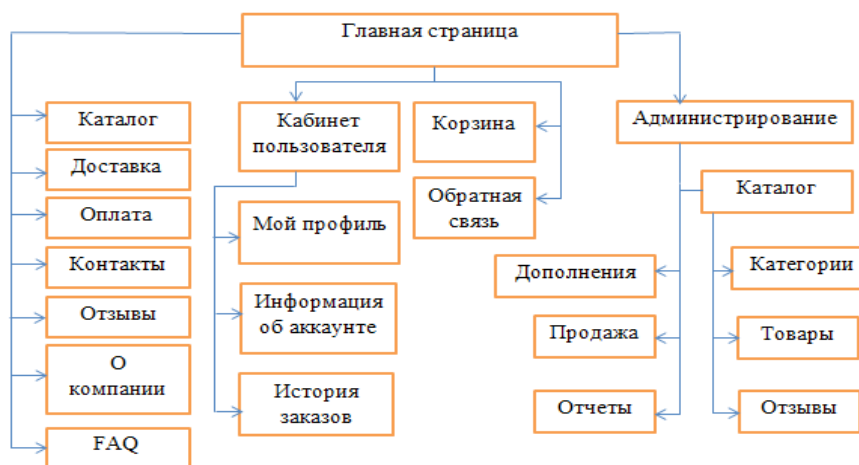 Главная страница
Каталог
Доставка
Оплата
Контакты
Отзывы
О
компании
FAQ
Кабинет
пользователя
Мой профиль
Информация
об аккаунте
История
заказов
Корзина
Обратная
связь
Администрирование
Каталог
Дополнения
Продажа
Отчеты
Категории
Товары
Отзывы